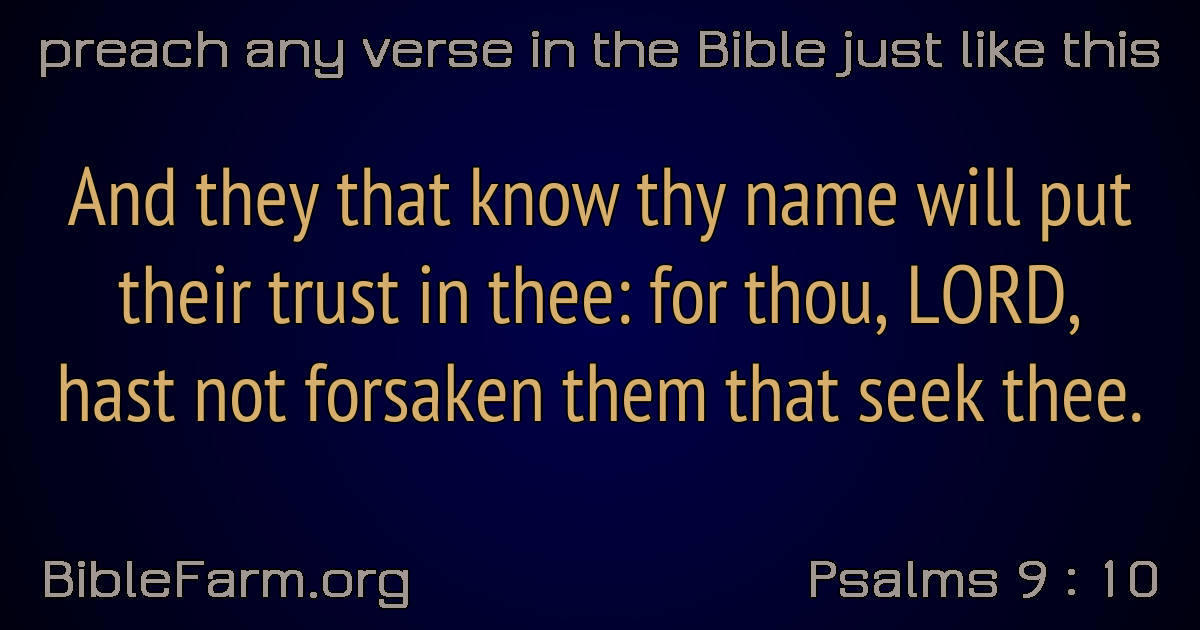 preach any verse in the Bible just like this
And they that know thy name will put
their trust in thee: for thou, LORD,
hast not forsaken them that seek thee.
BibleFarm.org
Psalms 9 : 10